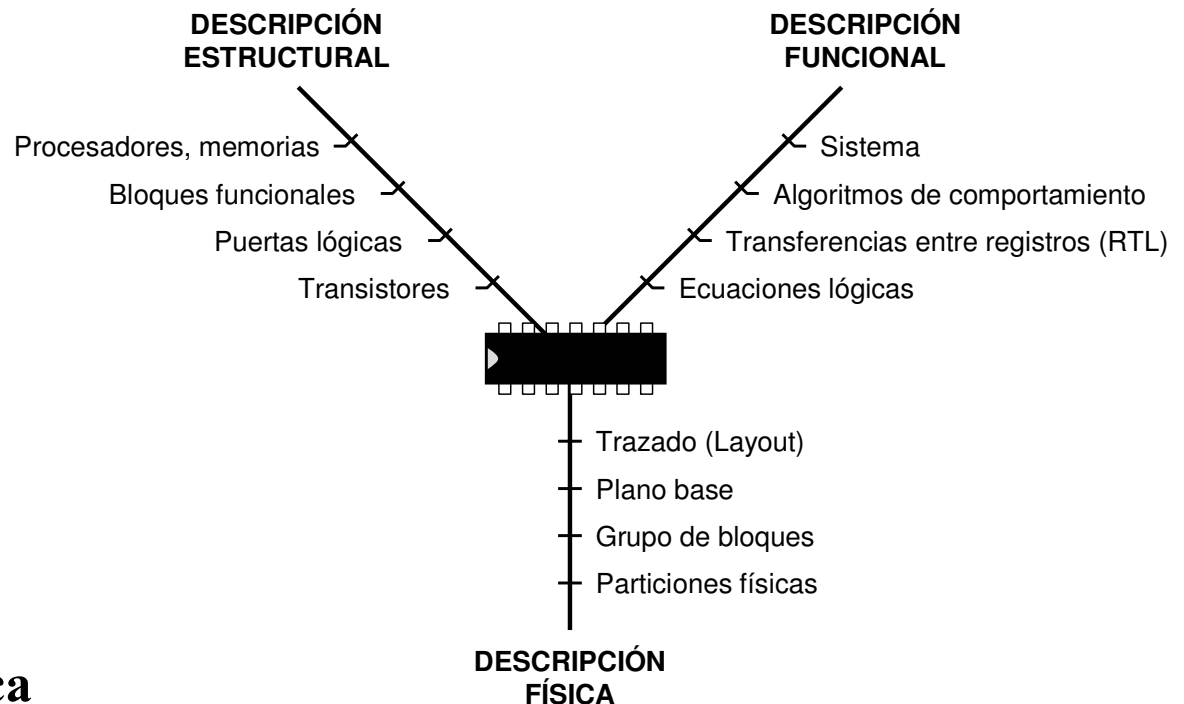 DESCRIPCIÓN
ESTRUCTURAL
Procesadores, memorias
Bloques funcionales
Puertas lógicas
Transistores
DESCRIPCIÓN
FUNCIONAL
Sistema
Algoritmos de comportamiento
Transferencias entre registros (RTL)
Ecuaciones lógicas
Trazado (Layout)
Plano base
Grupo de bloques
Particiones físicas
DESCRIPCIÓN
FÍSICA